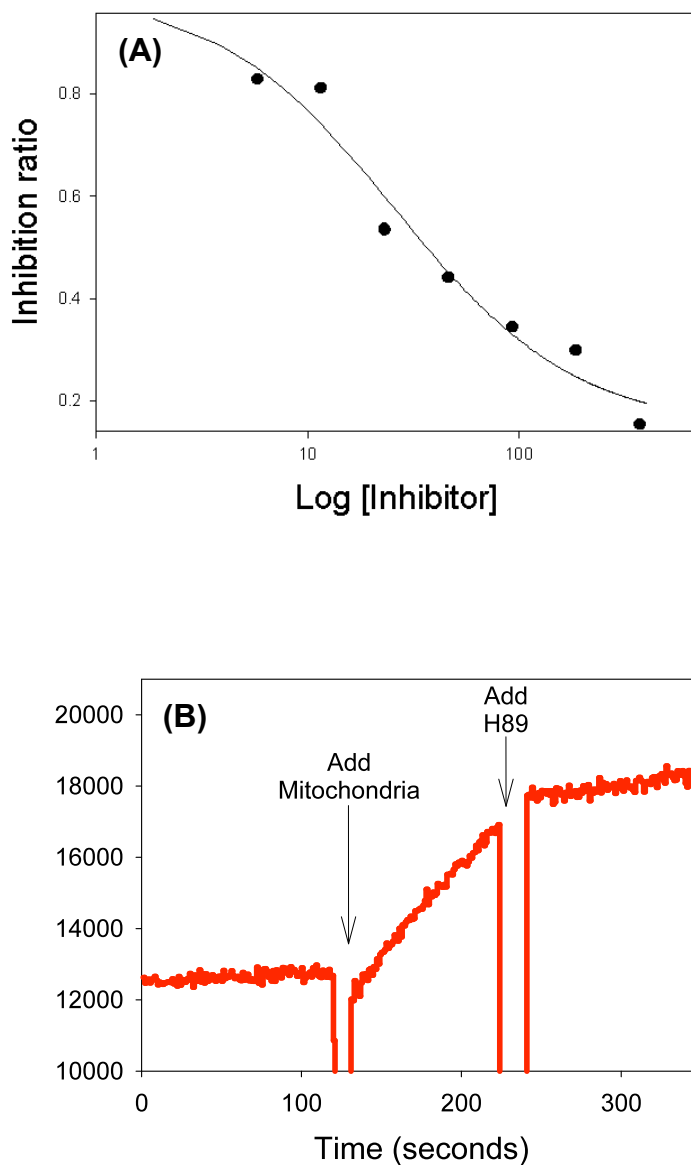 (A)
Inhibition ratio
0.8
0.6
0.4
0.2
1
10
100
Log [Inhibitor]
(B)
Add
H89
Add
Mitochondria
20000
18000
16000
14000
12000
10000
0
100
200
300
Time (seconds)